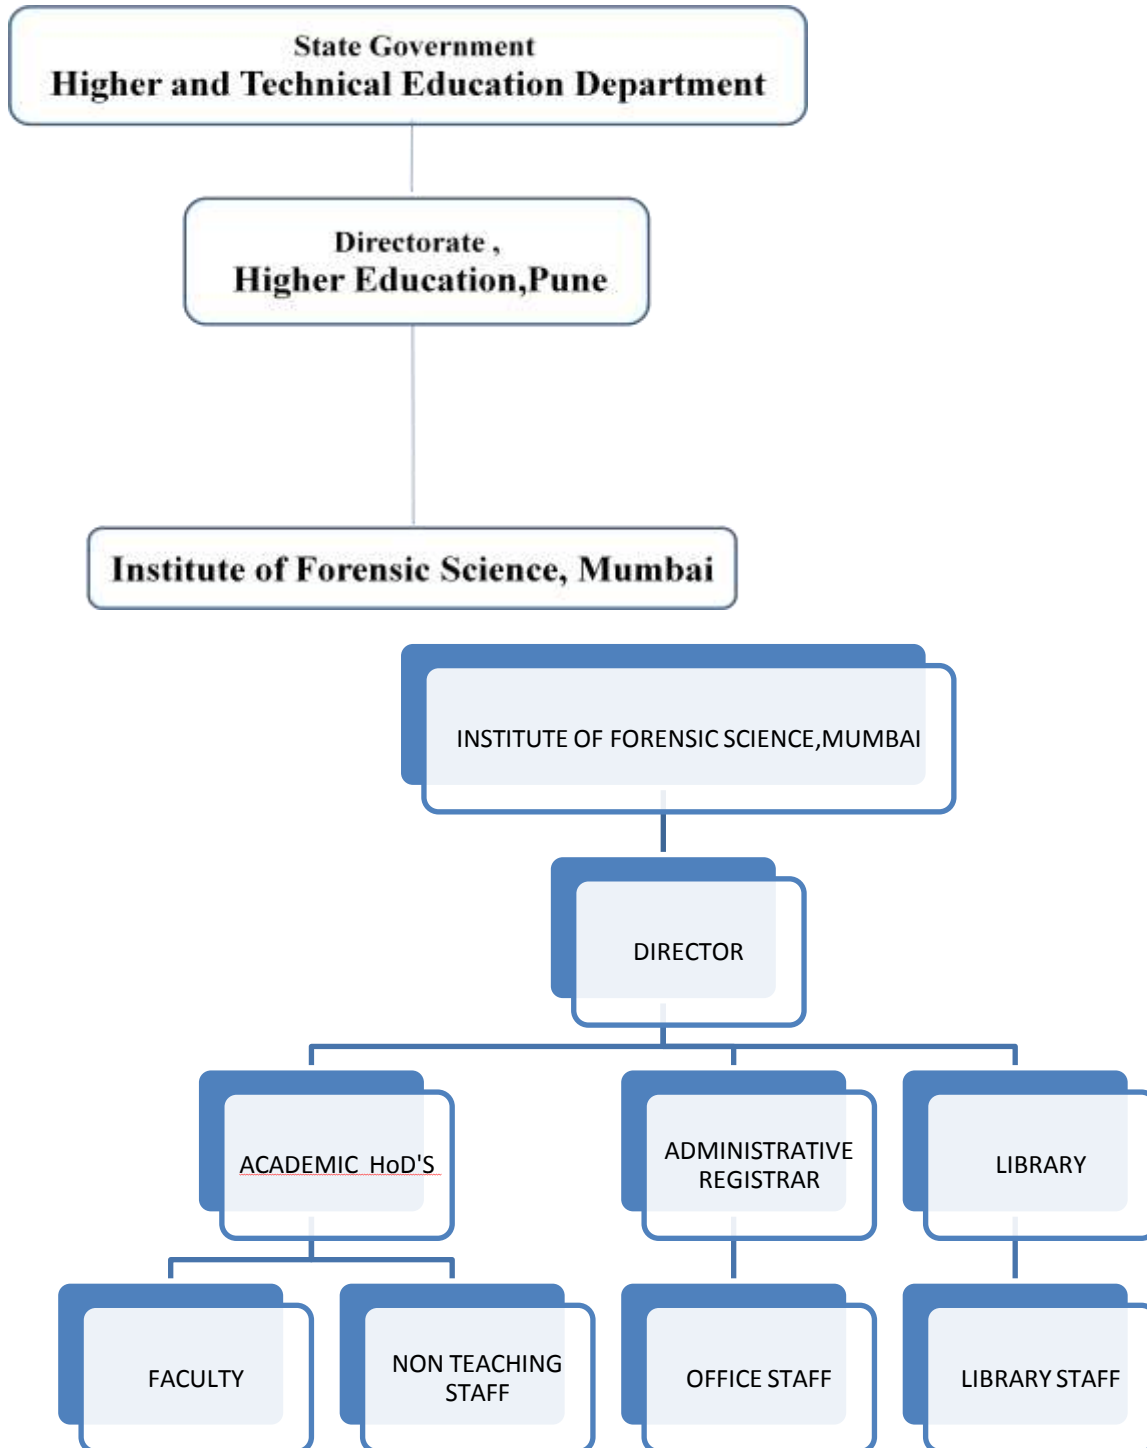 State Government
Higher and Technical Education Department
Directorate ,
Higher Education,Pune
Institute of Forensic Science, Mumbai
INSTITUTE OF FORENSIC SCIENCE,MUMBAI
DIRECTOR
ACADEMIC HoD'S
ADMINISTRATIVE
REGISTRAR
LIBRARY
FACULTY
NON TEACHING
STAFF
OFFICE STAFF
LIBRARY STAFF